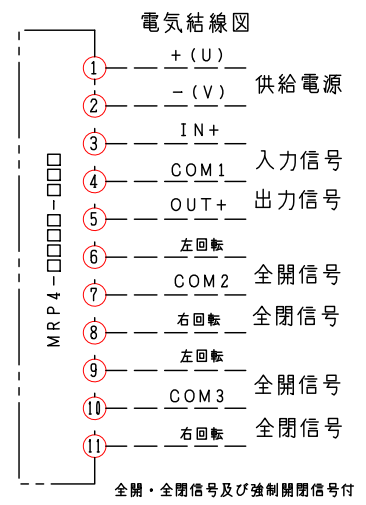 電気結線図
① +(U)
② -(V)
供給電源
③ IN+
④ COM1
入力信号
⑤ OUT+
出力信号
⑥ 左回転
⑦ COM2
全開信号
⑧ 右回転
全閉信号
⑨ 左回転
⑩ COM3
全開信号
⑪ 右回転
全閉信号
MRP4-□□□□-□□□
全開・全閉信号及び強制開閉信号付